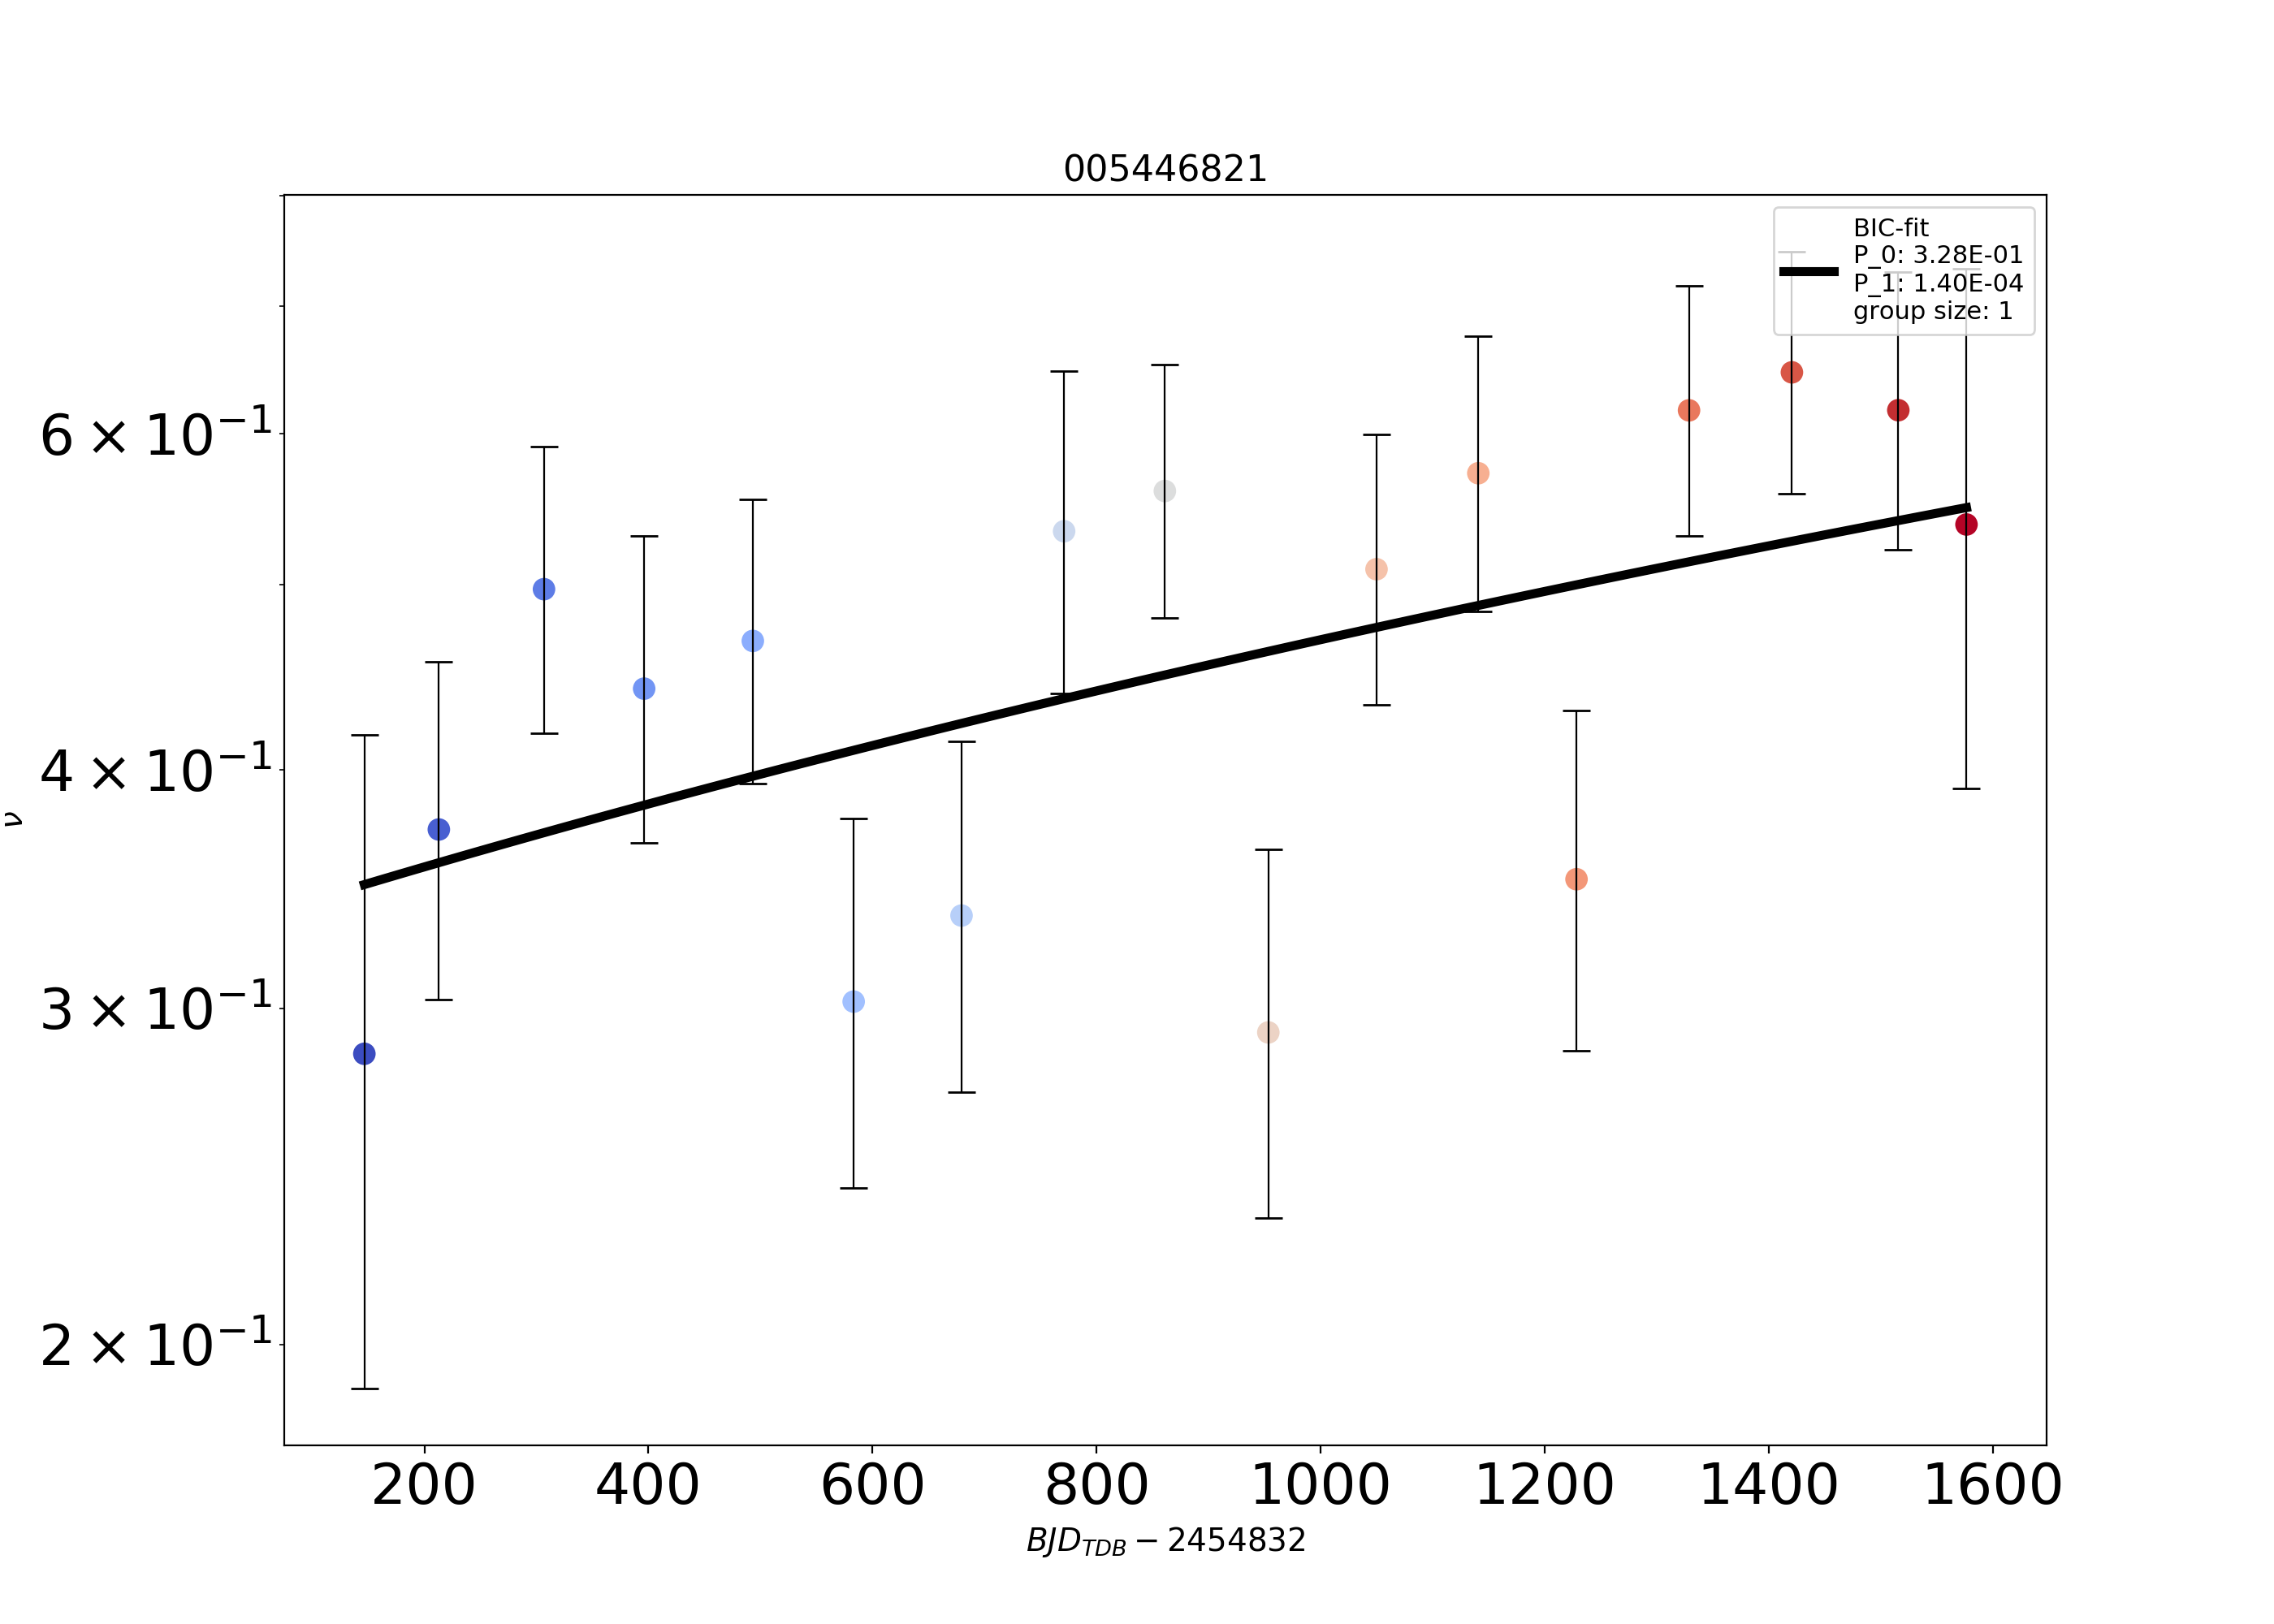 005446821
BIC-fit
P_0: 3.28E-01
P_1: 1.40E-04
group size: 1
6 × 10⁻¹
4 × 10⁻¹
3 × 10⁻¹
2 × 10⁻¹
ν
200 400 600 800 1000 1200 1400 1600
BJD_TDB − 2454832